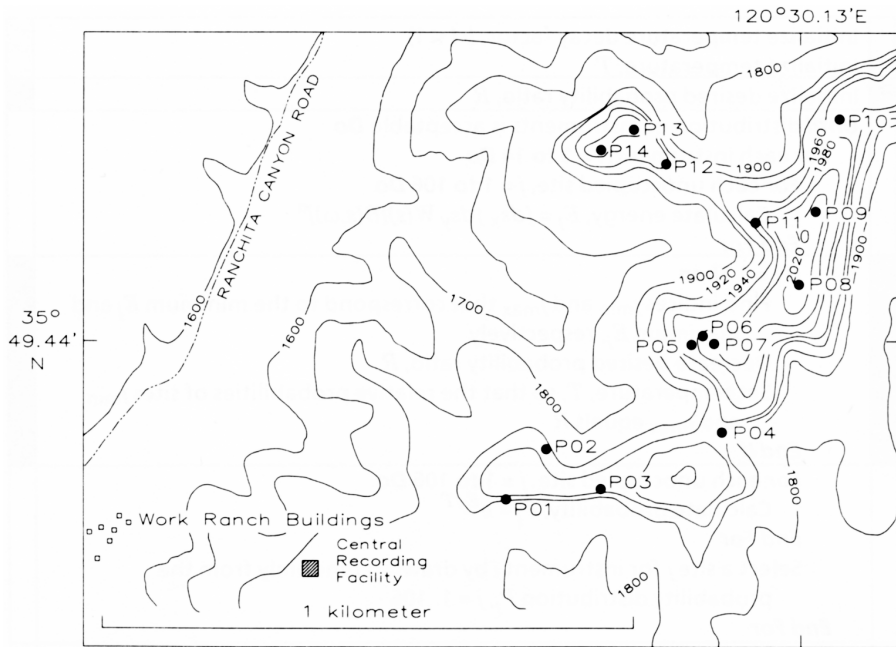 120°30.13'E
1800
RANCHITA CANYON ROAD
P13
P10
P14
P12
1960
1980
1900
P09
P11
1600
2020
1900
1900
1920
1940
P08
1700
35°
49.44'
N
1600
P06
P05
P07
1800
P04
P02
1800
P03
P01
Work Ranch Buildings
Central
Recording
Facility
1800
1 kilometer